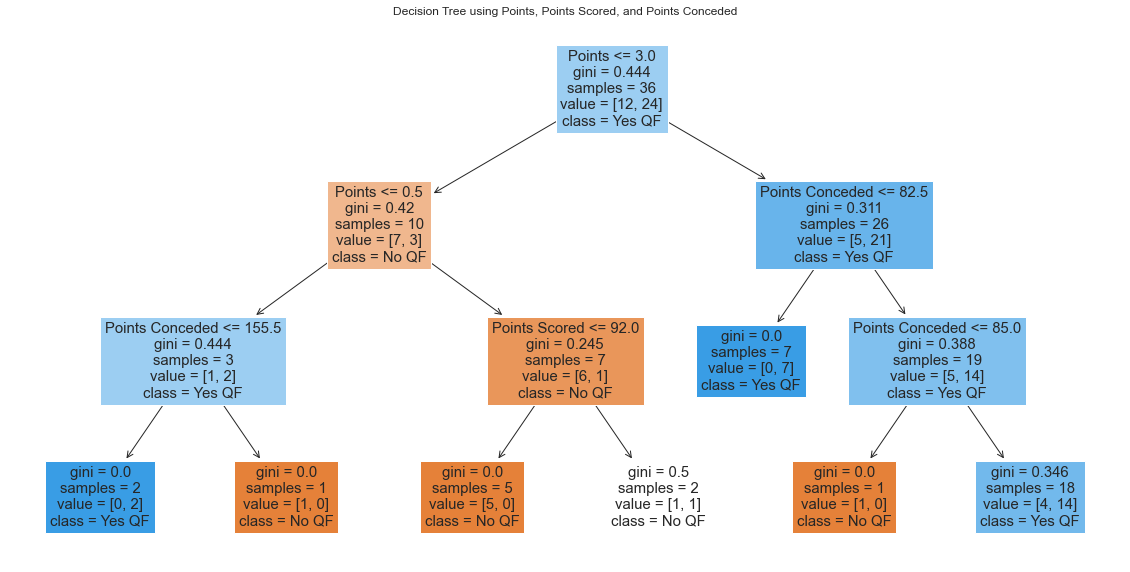 Decision Tree using Points, Points Scored, and Points Conceded
Points <= 3.0
gini = 0.444
samples = 36
value = [12, 24]
class = Yes QF
Points <= 0.5
gini = 0.42
samples = 10
value = [7, 3]
class = No QF
Points Conceded <= 82.5
gini = 0.311
samples = 26
value = [5, 21]
class = Yes QF
Points Conceded <= 155.5
gini = 0.444
samples = 3
value = [1, 2]
class = Yes QF
Points Scored <= 92.0
gini = 0.245
samples = 7
value = [6, 1]
class = No QF
gini = 0.0
samples = 7
value = [0, 7]
class = Yes QF
Points Conceded <= 85.0
gini = 0.388
samples = 19
value = [5, 14]
class = Yes QF
gini = 0.0
samples = 2
value = [0, 2]
class = Yes QF
gini = 0.0
samples = 1
value = [1, 0]
class = No QF
gini = 0.0
samples = 5
value = [5, 0]
class = No QF
gini = 0.5
samples = 2
value = [1, 1]
class = No QF
gini = 0.0
samples = 1
value = [1, 0]
class = No QF
gini = 0.346
samples = 18
value = [4, 14]
class = Yes QF